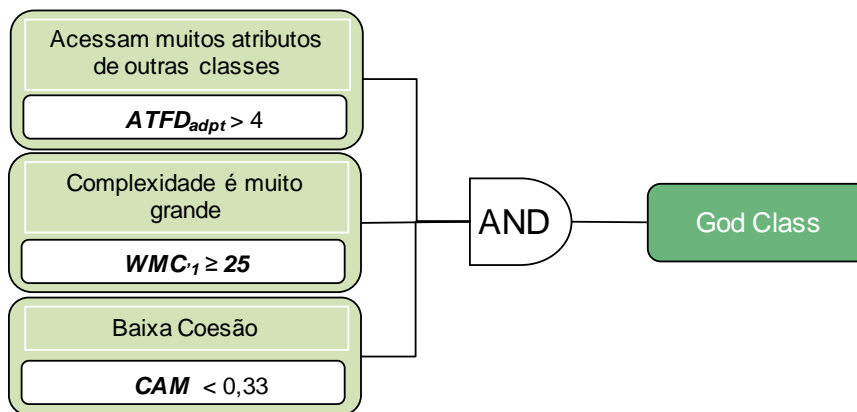 Acessam muitos atributos
de outras classes
ATFDadpt > 4
Complexidade é muito
grande
WMC,1 ≥ 25
Baixa Coesão
CAM < 0,33
AND
God Class